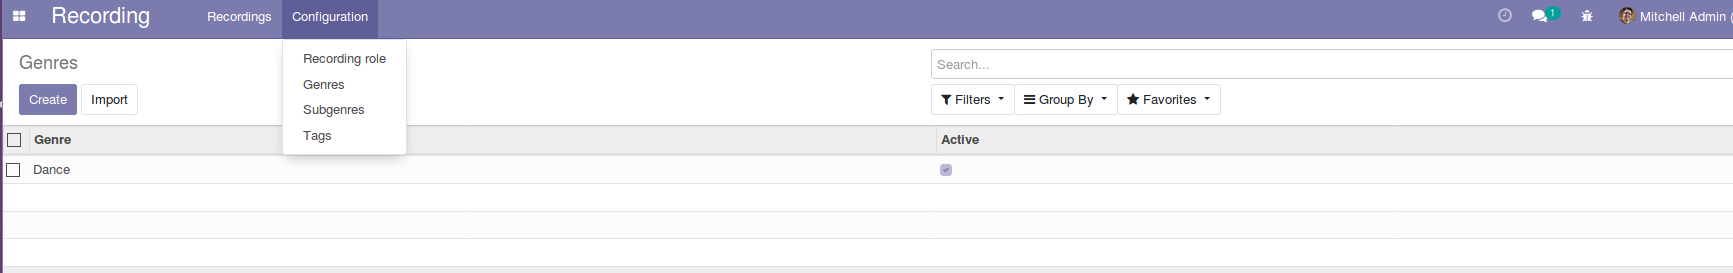 Recording Recordings Configuration 1 Mitchell Admin (
Recording role
Genres
Subgenres
Tags
Genres
Search...
Create Import
Filters Group By Favorites
Genre Active
Dance